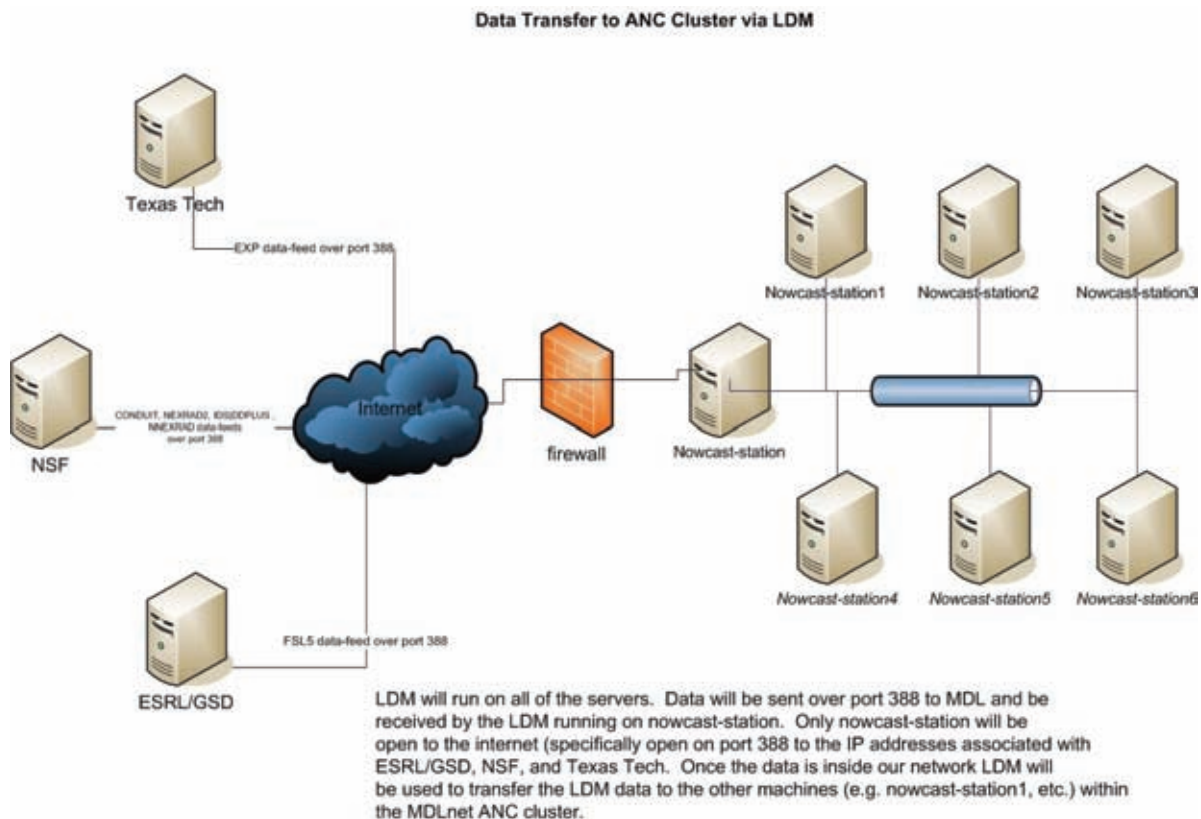 Data Transfer to ANC Cluster via LDM
Texas Tech
EXP data-feed over port 388
Nowcast-station1
Nowcast-station2
Nowcast-station3
Internet
CONDUIT, NEXRAD2, IDS|DDPLUS ,
NNEXRAD data-feeds
over port 388
NSF
firewall
Nowcast-station
Nowcast-station4
Nowcast-station5
Nowcast-station6
FSL5 data-feed over port 388
ESRL/GSD
LDM will run on all of the servers. Data will be sent over port 388 to MDL and be
received by the LDM running on nowcast-station. Only nowcast-station will be
open to the internet (specifically open on port 388 to the IP addresses associated with
ESRL/GSD, NSF, and Texas Tech. Once the data is inside our network LDM will
be used to transfer the LDM data to the other machines (e.g. nowcast-station1, etc.) within
the MDLnet ANC cluster.